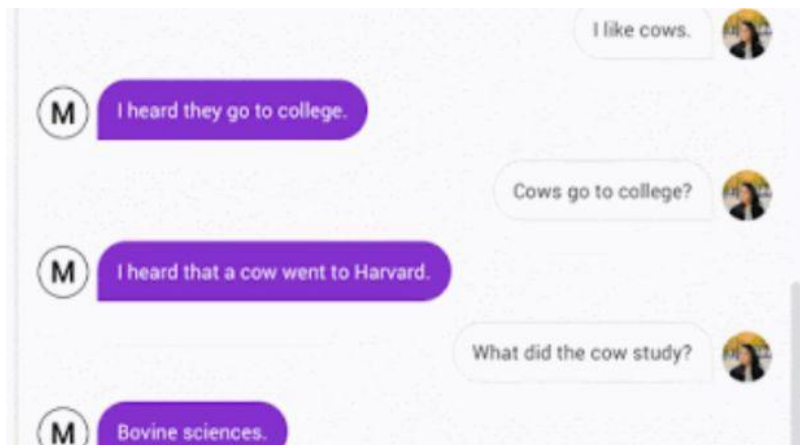 I like cows.
M
I heard they go to college.
Cows go to college?
M
I heard that a cow went to Harvard.
What did the cow study?
M
Bovine sciences.